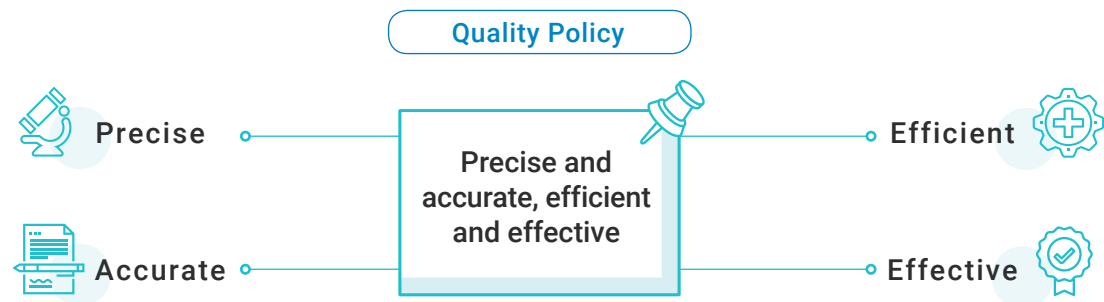 Quality Policy
Precise
Precise and
accurate, efficient
and effective
Efficient
Accurate
Effective